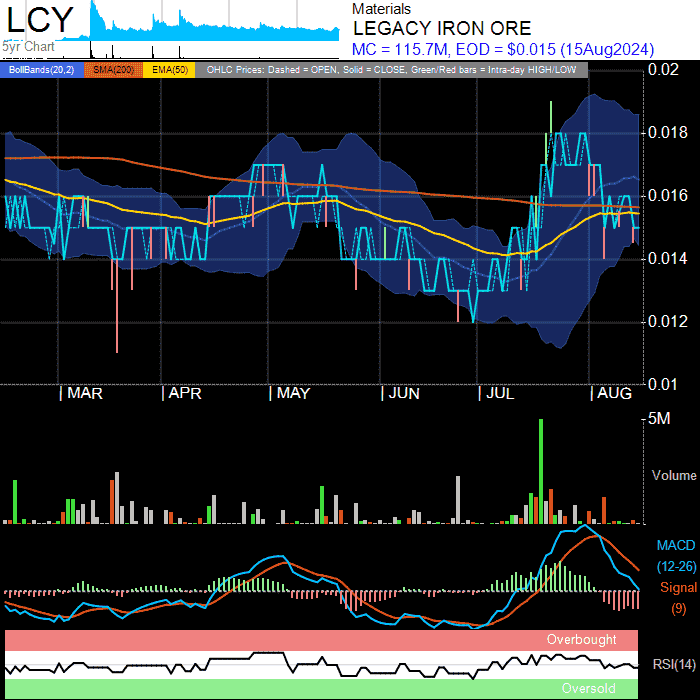 LCY
5yr Chart
Materials
LEGACY IRON ORE
MC = 115.7M, EOD = $0.015 (15Aug2024)
BollBands(20,2) SMA(200) EMA(50) OHLC Prices: Dashed = OPEN, Solid = CLOSE, Green/Red bars = Intra-day HIGH/LOW
0.02
0.018
0.016
0.014
0.012
0.01
MAR APR MAY JUN JUL AUG
5M
Volume
MACD
(12-26)
Signal
(9)
Overbought
RSI(14)
Oversold